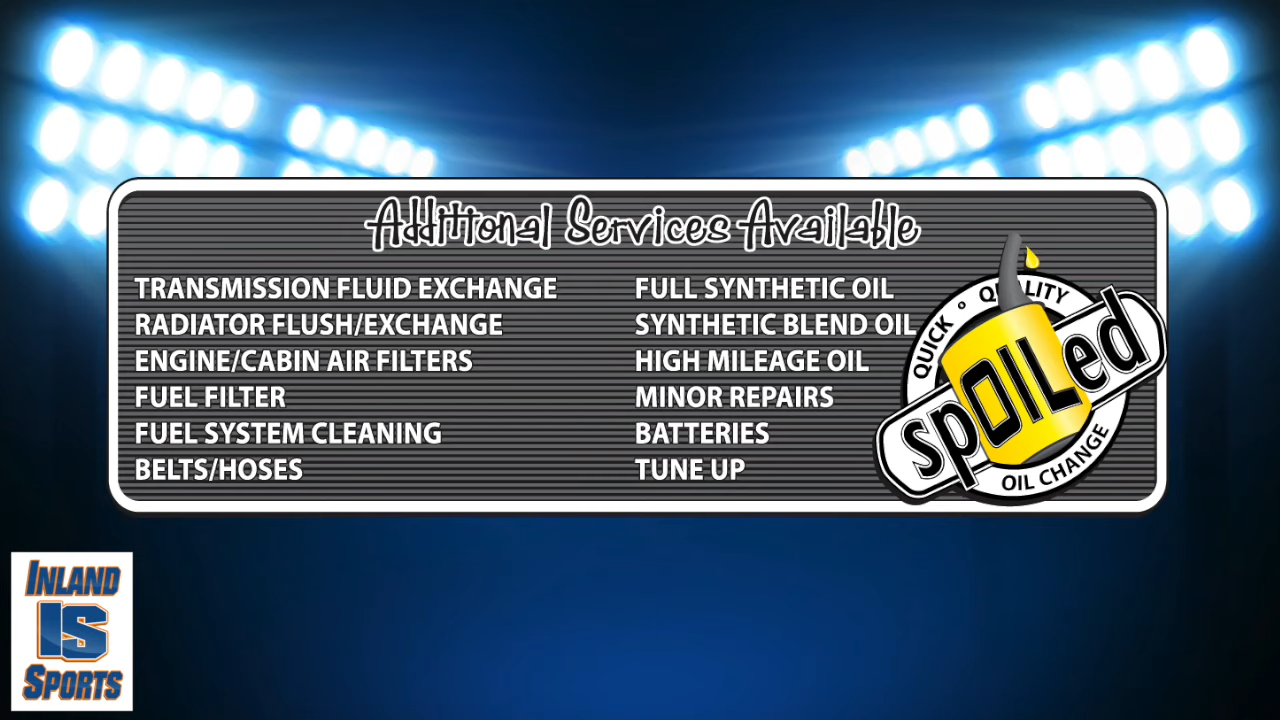 Additional Services Available
TRANSMISSION FLUID EXCHANGE
RADIATOR FLUSH/EXCHANGE
ENGINE/CABIN AIR FILTERS
FUEL FILTER
FUEL SYSTEM CLEANING
BELTS/HOSES
FULL SYNTHETIC OIL
SYNTHETIC BLEND OIL
HIGH MILEAGE OIL
MINOR REPAIRS
BATTERIES
TUNE UP
QUICK ∘ QUALITY
spOILed
OIL CHANGE
INLAND
IS
SPORTS